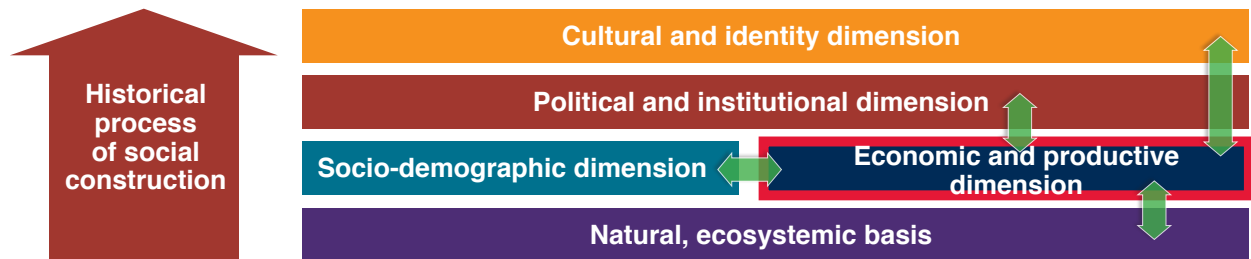 Historical
process
of social
construction
Cultural and identity dimension
Political and institutional dimension
Socio-demographic dimension
Economic and productive
dimension
Natural, ecosystemic basis